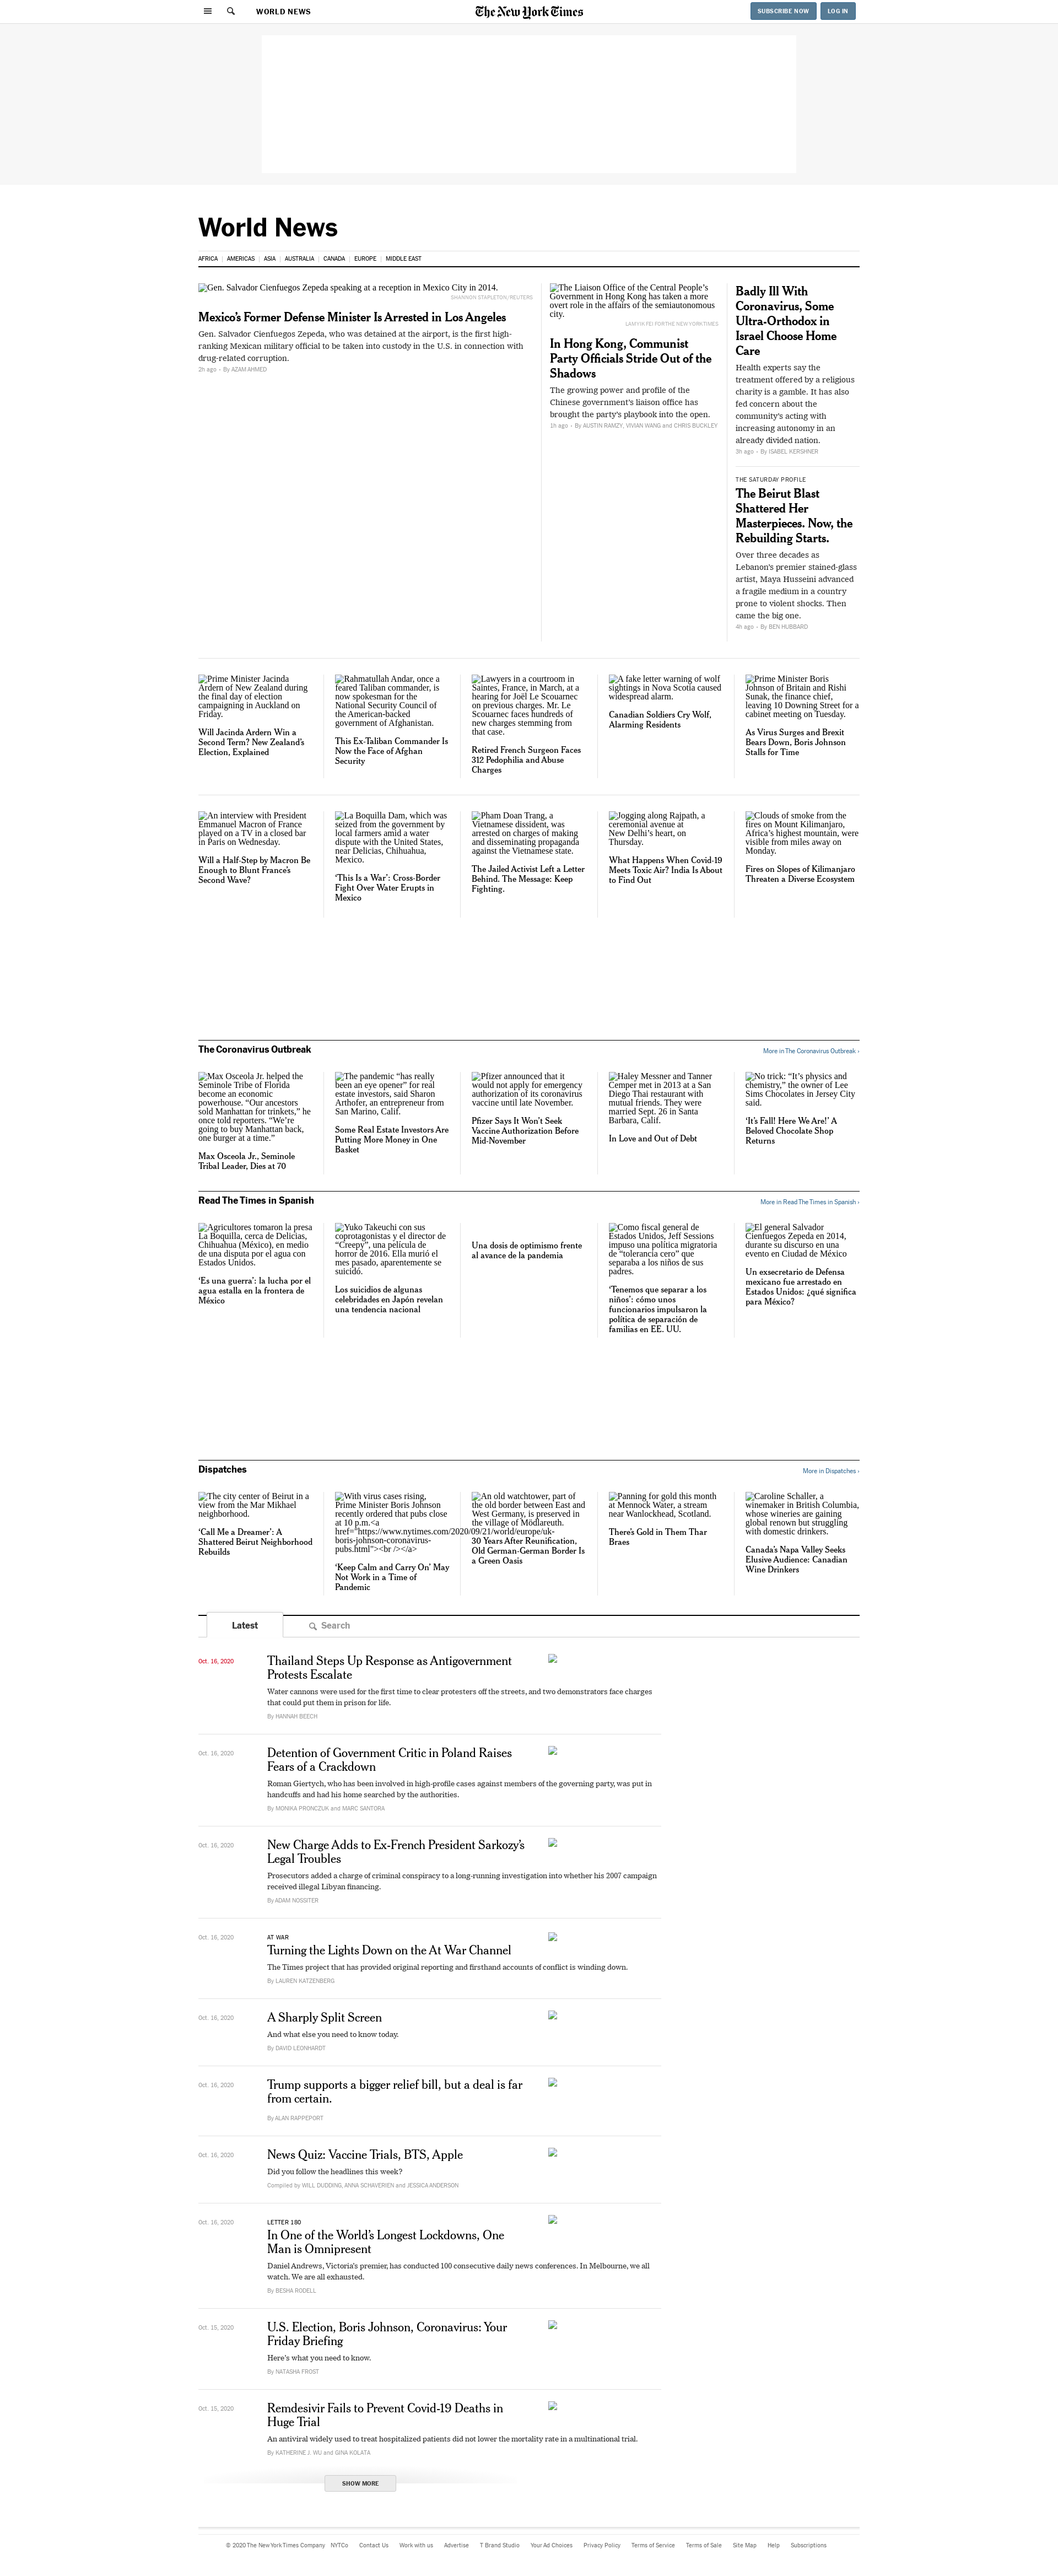 WORLD NEWS
The New York Times
SUBSCRIBE NOW
LOG IN
World News
AFRICA | AMERICAS | ASIA | AUSTRALIA | CANADA | EUROPE | MIDDLE EAST
Gen. Salvador Cienfuegos Zepeda speaking at a reception in Mexico City in 2014.
SHANNON STAPLETON/REUTERS
Mexico’s Former Defense Minister Is Arrested in Los Angeles
Gen. Salvador Cienfuegos Zepeda, who was detained at the airport, is the first high-
ranking Mexican military official to be taken into custody in the U.S. in connection with
drug-related corruption.
2h ago · By AZAM AHMED
The Liaison Office of the Central People’s
Government in Hong Kong has taken a more
overt role in the affairs of the semiautonomous
city.
LAM YIK FEI FOR THE NEW YORK TIMES
In Hong Kong, Communist
Party Officials Stride Out of the
Shadows
The growing power and profile of the
Chinese government’s liaison office has
brought the party’s playbook into the open.
1h ago · By AUSTIN RAMZY, VIVIAN WANG and CHRIS BUCKLEY
Badly Ill With
Coronavirus, Some
Ultra-Orthodox in
Israel Choose Home
Care
Health experts say the
treatment offered by a religious
charity is a gamble. It has also
fed concern about the
community’s acting with
increasing autonomy in an
already divided nation.
3h ago · By ISABEL KERSHNER
THE SATURDAY PROFILE
The Beirut Blast
Shattered Her
Masterpieces. Now, the
Rebuilding Starts.
Over three decades as
Lebanon’s premier stained-glass
artist, Maya Husseini advanced
a fragile medium in a country
prone to violent shocks. Then
came the big one.
4h ago · By BEN HUBBARD
Prime Minister Jacinda
Ardern of New Zealand during
the final day of election
campaigning in Auckland on
Friday.
Will Jacinda Ardern Win a
Second Term? New Zealand’s
Election, Explained
Rahmatullah Andar, once a
feared Taliban commander, is
now spokesman for the
National Security Council of
the American-backed
government of Afghanistan.
This Ex-Taliban Commander Is
Now the Face of Afghan
Security
Lawyers in a courtroom in
Saintes, France, in March, at a
hearing for Joël Le Scouarnec
on previous charges. Mr. Le
Scouarnec faces hundreds of
new charges stemming from
that case.
Retired French Surgeon Faces
312 Pedophilia and Abuse
Charges
A fake letter warning of wolf
sightings in Nova Scotia caused
widespread alarm.
Canadian Soldiers Cry Wolf,
Alarming Residents
Prime Minister Boris
Johnson of Britain and Rishi
Sunak, the finance chief,
leaving 10 Downing Street for a
cabinet meeting on Tuesday.
As Virus Surges and Brexit
Bears Down, Boris Johnson
Stalls for Time
An interview with President
Emmanuel Macron of France
played on a TV in a closed bar
in Paris on Wednesday.
Will a Half-Step by Macron Be
Enough to Blunt France’s
Second Wave?
La Boquilla Dam, which was
seized from the government by
local farmers amid a water
dispute with the United States,
near Delicias, Chihuahua,
Mexico.
‘This Is a War’: Cross-Border
Fight Over Water Erupts in
Mexico
Pham Doan Trang, a
Vietnamese dissident, was
arrested on charges of making
and disseminating propaganda
against the Vietnamese state.
The Jailed Activist Left a Letter
Behind. The Message: Keep
Fighting.
Jogging along Rajpath, a
ceremonial avenue at
New Delhi’s heart, on
Thursday.
What Happens When Covid-19
Meets Toxic Air? India Is About
to Find Out
Clouds of smoke from the
fires on Mount Kilimanjaro,
Africa’s highest mountain, were
visible from miles away on
Monday.
Fires on Slopes of Kilimanjaro
Threaten a Diverse Ecosystem
The Coronavirus Outbreak
More in The Coronavirus Outbreak ›
Max Osceola Jr. helped the
Seminole Tribe of Florida
become an economic
powerhouse. “Our ancestors
sold Manhattan for trinkets,” he
once told reporters. “We’re
going to buy Manhattan back,
one burger at a time.”
Max Osceola Jr., Seminole
Tribal Leader, Dies at 70
The pandemic “has really
been an eye opener” for real
estate investors, said Sharon
Arthofer, an entrepreneur from
San Marino, Calif.
Some Real Estate Investors Are
Putting More Money in One
Basket
Pfizer announced that it
would not apply for emergency
authorization of its coronavirus
vaccine until late November.
Pfizer Says It Won’t Seek
Vaccine Authorization Before
Mid-November
Haley Messner and Tanner
Cemper met in 2013 at a San
Diego Thai restaurant with
mutual friends. They were
married Sept. 26 in Santa
Barbara, Calif.
In Love and Out of Debt
No trick: “It’s physics and
chemistry,” the owner of Lee
Sims Chocolates in Jersey City
said.
‘It’s Fall! Here We Are!’ A
Beloved Chocolate Shop
Returns
Read The Times in Spanish
More in Read The Times in Spanish ›
Agricultores tomaron la presa
La Boquilla, cerca de Delicias,
Chihuahua (México), en medio
de una disputa por el agua con
Estados Unidos.
‘Es una guerra’: la lucha por el
agua estalla en la frontera de
México
Yuko Takeuchi con sus
coprotagonistas y el director de
“Creepy”, una película de
horror de 2016. Ella murió el
mes pasado, aparentemente se
suicidó.
Los suicidios de algunas
celebridades en Japón revelan
una tendencia nacional
Una dosis de optimismo frente
al avance de la pandemia
Como fiscal general de
Estados Unidos, Jeff Sessions
impuso una política migratoria
de “tolerancia cero” que
separaba a los niños de sus
padres.
‘Tenemos que separar a los
niños’: cómo unos
funcionarios impulsaron la
política de separación de
familias en EE. UU.
El general Salvador
Cienfuegos Zepeda en 2014,
durante su discurso en una
evento en Ciudad de México
Un exsecretario de Defensa
mexicano fue arrestado en
Estados Unidos: ¿qué significa
para México?
Dispatches
More in Dispatches ›
The city center of Beirut in a
view from the Mar Mikhael
neighborhood.
‘Call Me a Dreamer’: A
Shattered Beirut Neighborhood
Rebuilds
With virus cases rising,
Prime Minister Boris Johnson
recently ordered that pubs close
at 10 p.m.<a
href="https://www.nytimes.com/2020/09/21/world/europe/uk-
boris-johnson-coronavirus-
pubs.html"><br /></a>
‘Keep Calm and Carry On’ May
Not Work in a Time of
Pandemic
An old watchtower, part of
the old border between East and
West Germany, is preserved in
the village of Mödlareuth.
30 Years After Reunification,
Old German-German Border Is
a Green Oasis
Panning for gold this month
at Mennock Water, a stream
near Wanlockhead, Scotland.
There’s Gold in Them Thar
Braes
Caroline Schaller, a
winemaker in British Columbia,
whose wineries are gaining
global renown but struggling
with domestic drinkers.
Canada’s Napa Valley Seeks
Elusive Audience: Canadian
Wine Drinkers
Latest
Search
Oct. 16, 2020
Thailand Steps Up Response as Antigovernment
Protests Escalate
Water cannons were used for the first time to clear protesters off the streets, and two demonstrators face charges
that could put them in prison for life.
By HANNAH BEECH
Oct. 16, 2020
Detention of Government Critic in Poland Raises
Fears of a Crackdown
Roman Giertych, who has been involved in high-profile cases against members of the governing party, was put in
handcuffs and had his home searched by the authorities.
By MONIKA PRONCZUK and MARC SANTORA
Oct. 16, 2020
New Charge Adds to Ex-French President Sarkozy’s
Legal Troubles
Prosecutors added a charge of criminal conspiracy to a long-running investigation into whether his 2007 campaign
received illegal Libyan financing.
By ADAM NOSSITER
Oct. 16, 2020
AT WAR
Turning the Lights Down on the At War Channel
The Times project that has provided original reporting and firsthand accounts of conflict is winding down.
By LAUREN KATZENBERG
Oct. 16, 2020
A Sharply Split Screen
And what else you need to know today.
By DAVID LEONHARDT
Oct. 16, 2020
Trump supports a bigger relief bill, but a deal is far
from certain.
By ALAN RAPPEPORT
Oct. 16, 2020
News Quiz: Vaccine Trials, BTS, Apple
Did you follow the headlines this week?
Compiled by WILL DUDDING, ANNA SCHAVERIEN and JESSICA ANDERSON
Oct. 16, 2020
LETTER 180
In One of the World’s Longest Lockdowns, One
Man is Omnipresent
Daniel Andrews, Victoria’s premier, has conducted 100 consecutive daily news conferences. In Melbourne, we all
watch. We are all exhausted.
By BESHA RODELL
Oct. 15, 2020
U.S. Election, Boris Johnson, Coronavirus: Your
Friday Briefing
Here’s what you need to know.
By NATASHA FROST
Oct. 15, 2020
Remdesivir Fails to Prevent Covid-19 Deaths in
Huge Trial
An antiviral widely used to treat hospitalized patients did not lower the mortality rate in a multinational trial.
By KATHERINE J. WU and GINA KOLATA
SHOW MORE
© 2020 The New York Times Company NYTCo Contact Us Work with us Advertise T Brand Studio Your Ad Choices Privacy Policy Terms of Service Terms of Sale Site Map Help Subscriptions